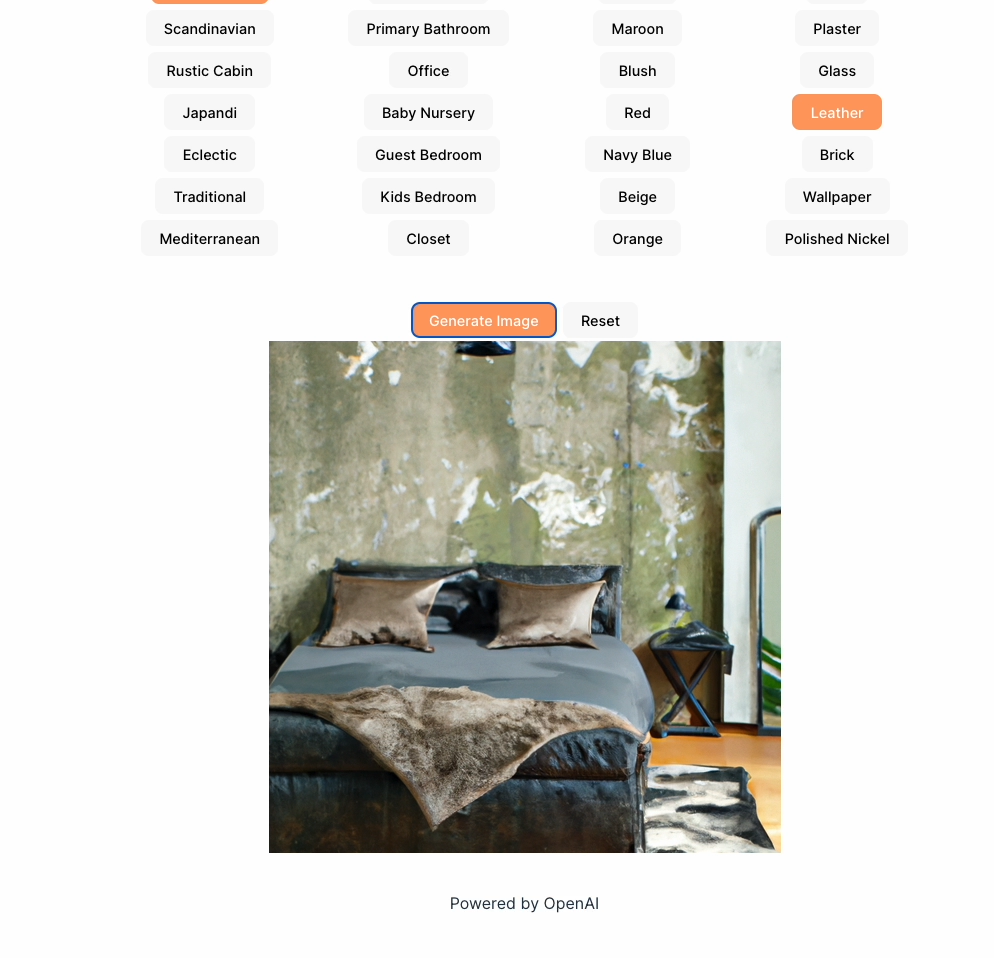 Scandinavian Primary Bathroom Maroon Plaster
Rustic Cabin Office Blush Glass
Japandi Baby Nursery Red Leather
Eclectic Guest Bedroom Navy Blue Brick
Traditional Kids Bedroom Beige Wallpaper
Mediterranean Closet Orange Polished Nickel
Generate Image Reset
Powered by OpenAI